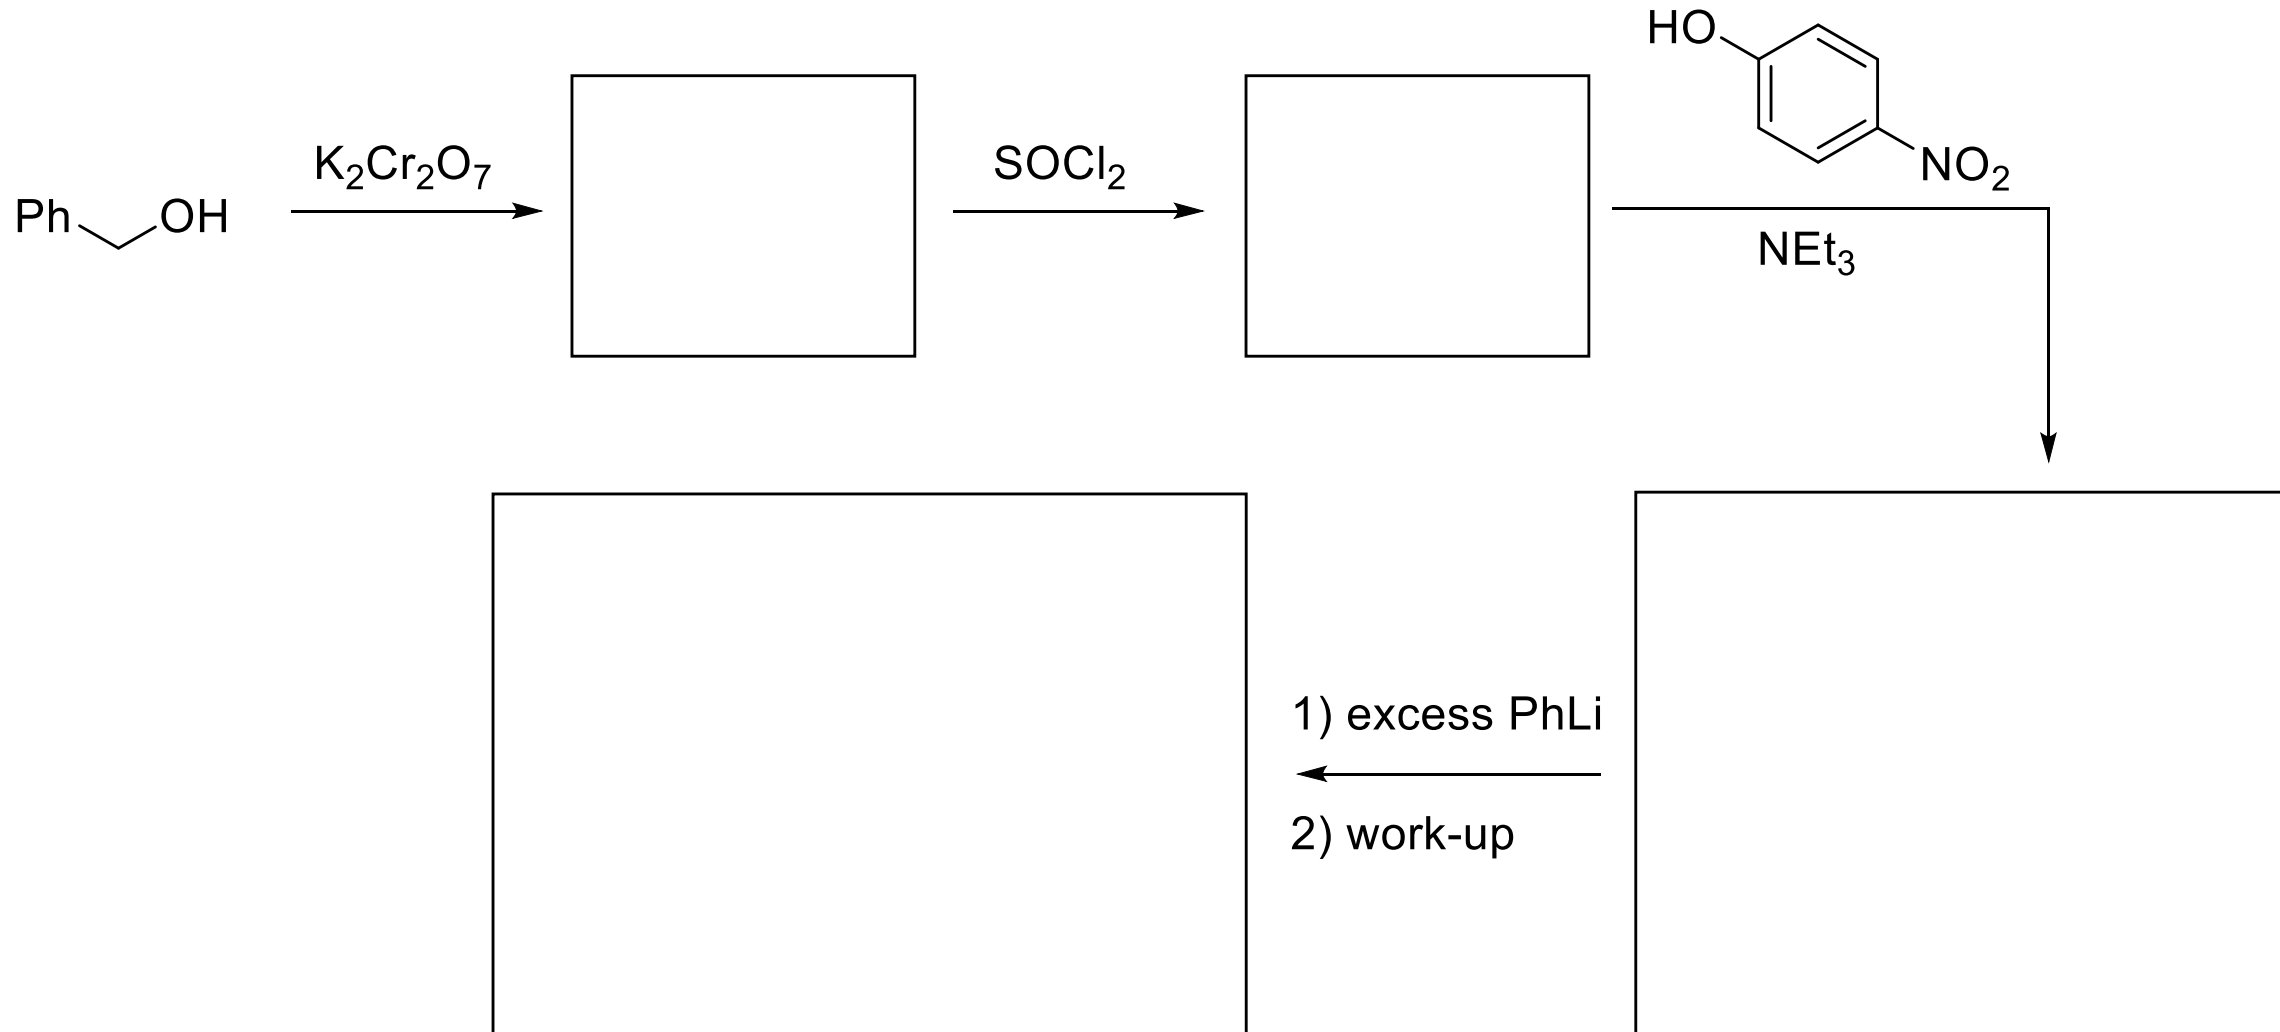 HO
NO₂
K₂Cr₂O₇
SOCl₂
Ph OH
NEt₃
1) excess PhLi
2) work-up